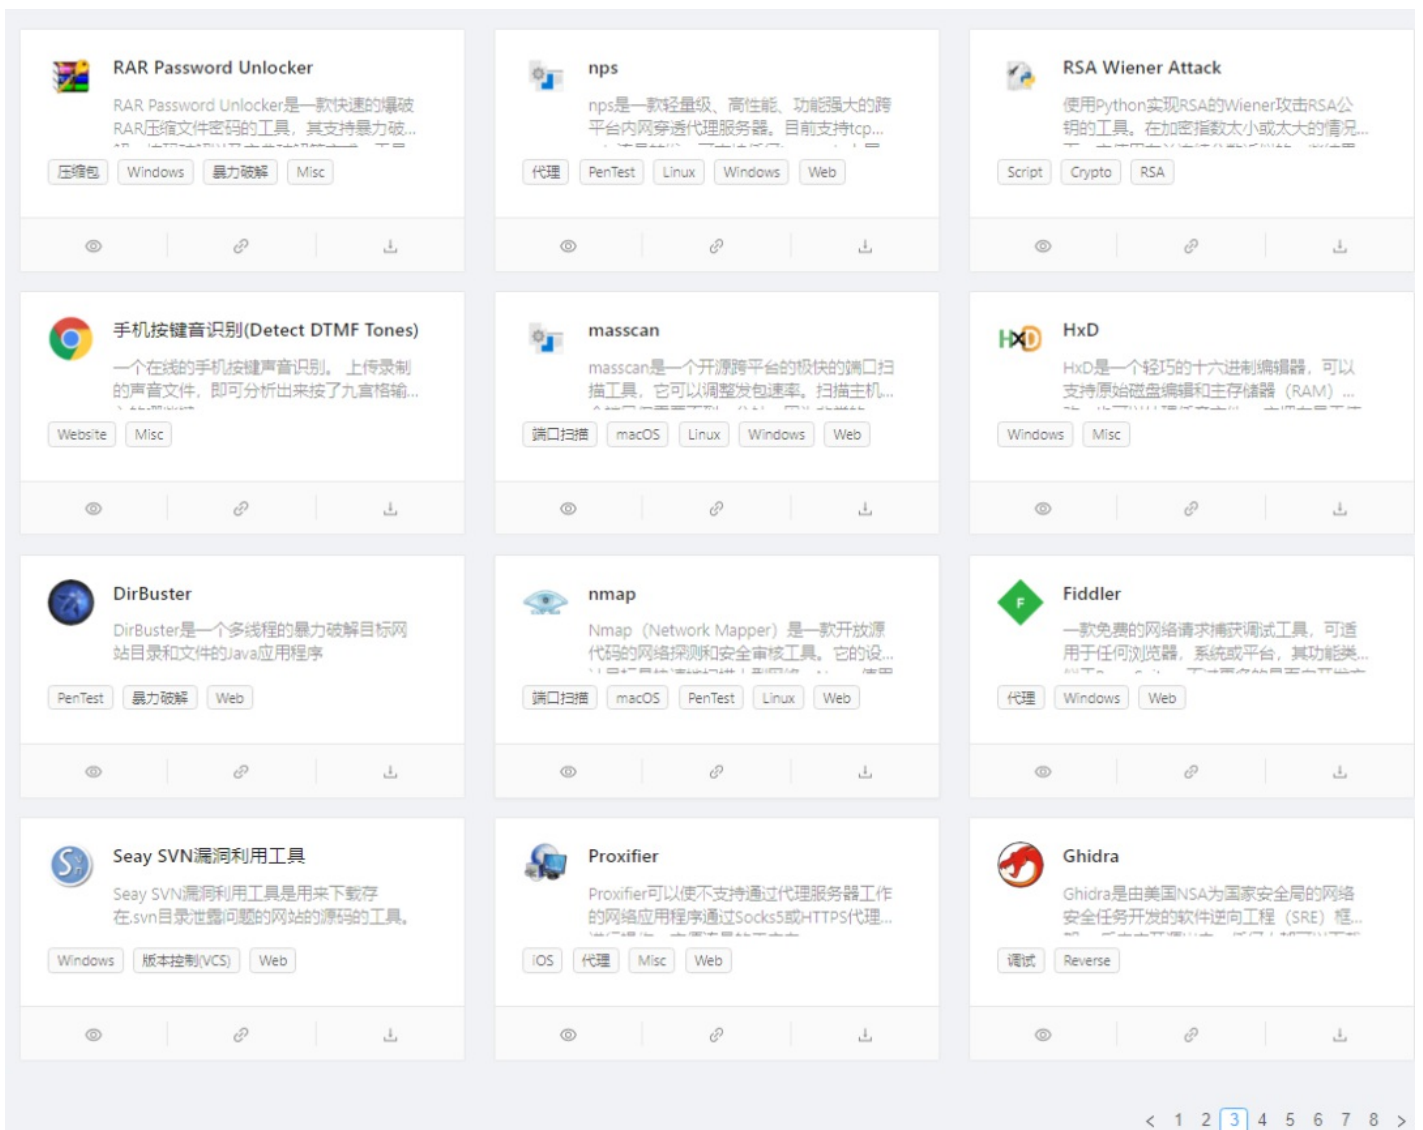 RAR Password Unlocker
RAR Password Unlocker是一款快速的爆破
RAR压缩文件密码的工具，其支持暴力破...
压缩包 Windows 暴力破解 Misc
nps
nps是一款轻量级、高性能、功能强大的跨
平台内网穿透代理服务器。目前支持tcp...
代理 PenTest Linux Windows Web
RSA Wiener Attack
使用Python实现RSA的Wiener攻击RSA公
钥的工具。在加密指数太小或太大的情况...
Script Crypto RSA
手机按键音识别(Detect DTMF Tones)
一个在线的手机按键声音识别。 上传录制
的声音文件，即可分析出来按了九宫格输...
Website Misc
masscan
masscan是一个开源跨平台的极快的端口扫
描工具，它可以调整发包速率。扫描主机...
端口扫描 macOS Linux Windows Web
HxD
HxD是一个轻巧的十六进制编辑器，可以
支持原始磁盘编辑和主存储器（RAM）...
Windows Misc
DirBuster
DirBuster是一个多线程的暴力破解目标网
站目录和文件的Java应用程序
PenTest 暴力破解 Web
nmap
Nmap（Network Mapper）是一款开放源
代码的网络探测和安全审核工具。它的设...
端口扫描 macOS PenTest Linux Web
Fiddler
一款免费的网络请求捕获调试工具，可适
用于任何浏览器，系统或平台，其功能类...
代理 Windows Web
Seay SVN漏洞利用工具
Seay SVN漏洞利用工具是用来下载存
在.svn目录泄露问题的网站的源码的工具。
Windows 版本控制(VCS) Web
Proxifier
Proxifier可以使不支持通过代理服务器工作
的网络应用程序通过Socks5或HTTPS代理...
iOS 代理 Misc Web
Ghidra
Ghidra是由美国NSA为国家安全局的网络
安全任务开发的软件逆向工程（SRE）框...
调试 Reverse
< 1 2 3 4 5 6 7 8 >